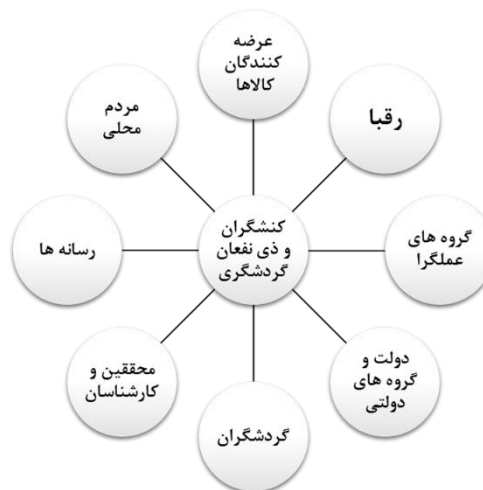 عرضه
کنندگان
کالاها
رقبا
گروه های
عملگرا
دولت و
گروه های
دولتی
گردشگران
محققین و
کارشناسان
رسانه ها
مردم
محلی
کنشگران
و ذی نفعان
گردشگری